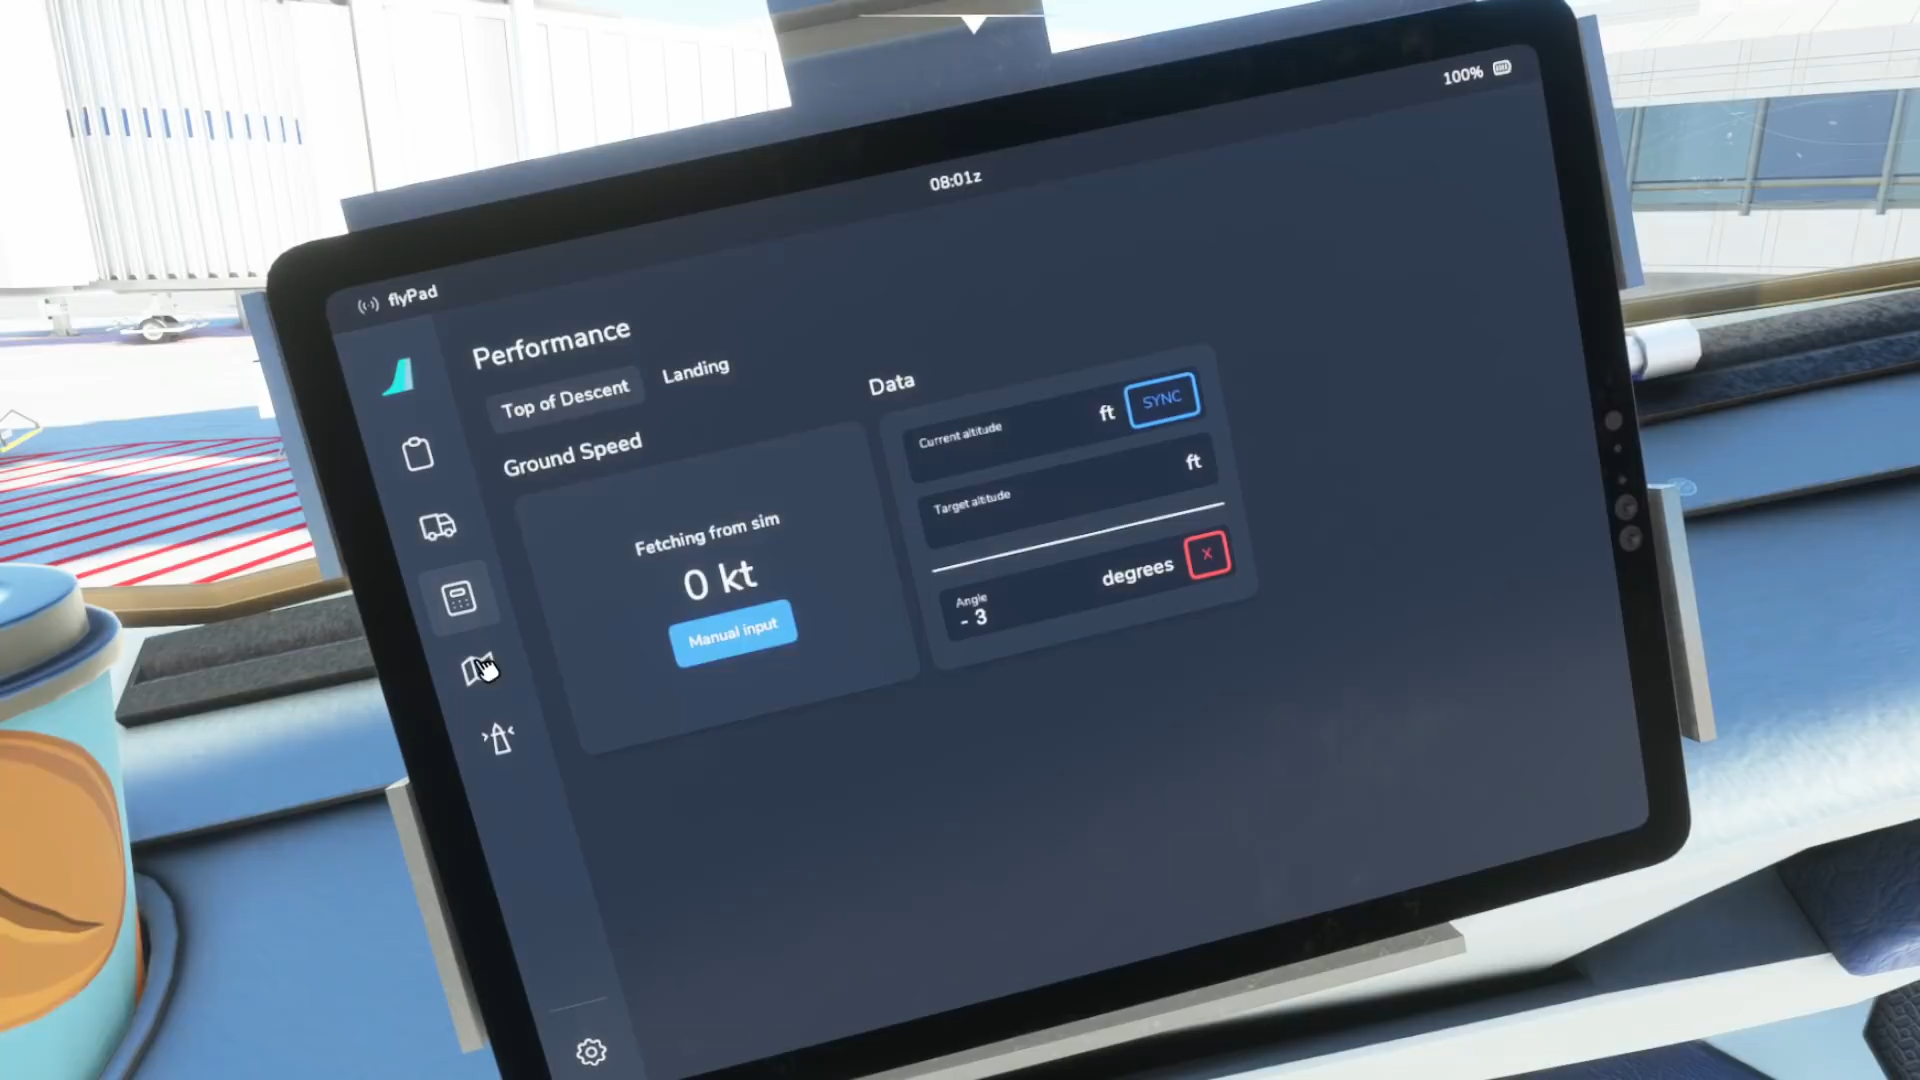 100%
08:01z
flyPad
Performance
Top of Descent
Landing
Ground Speed
Fetching from sim
0 kt
Manual input
Data
Current altitude
ft
SYNC
Target altitude
ft
Angle
- 3
degrees
X